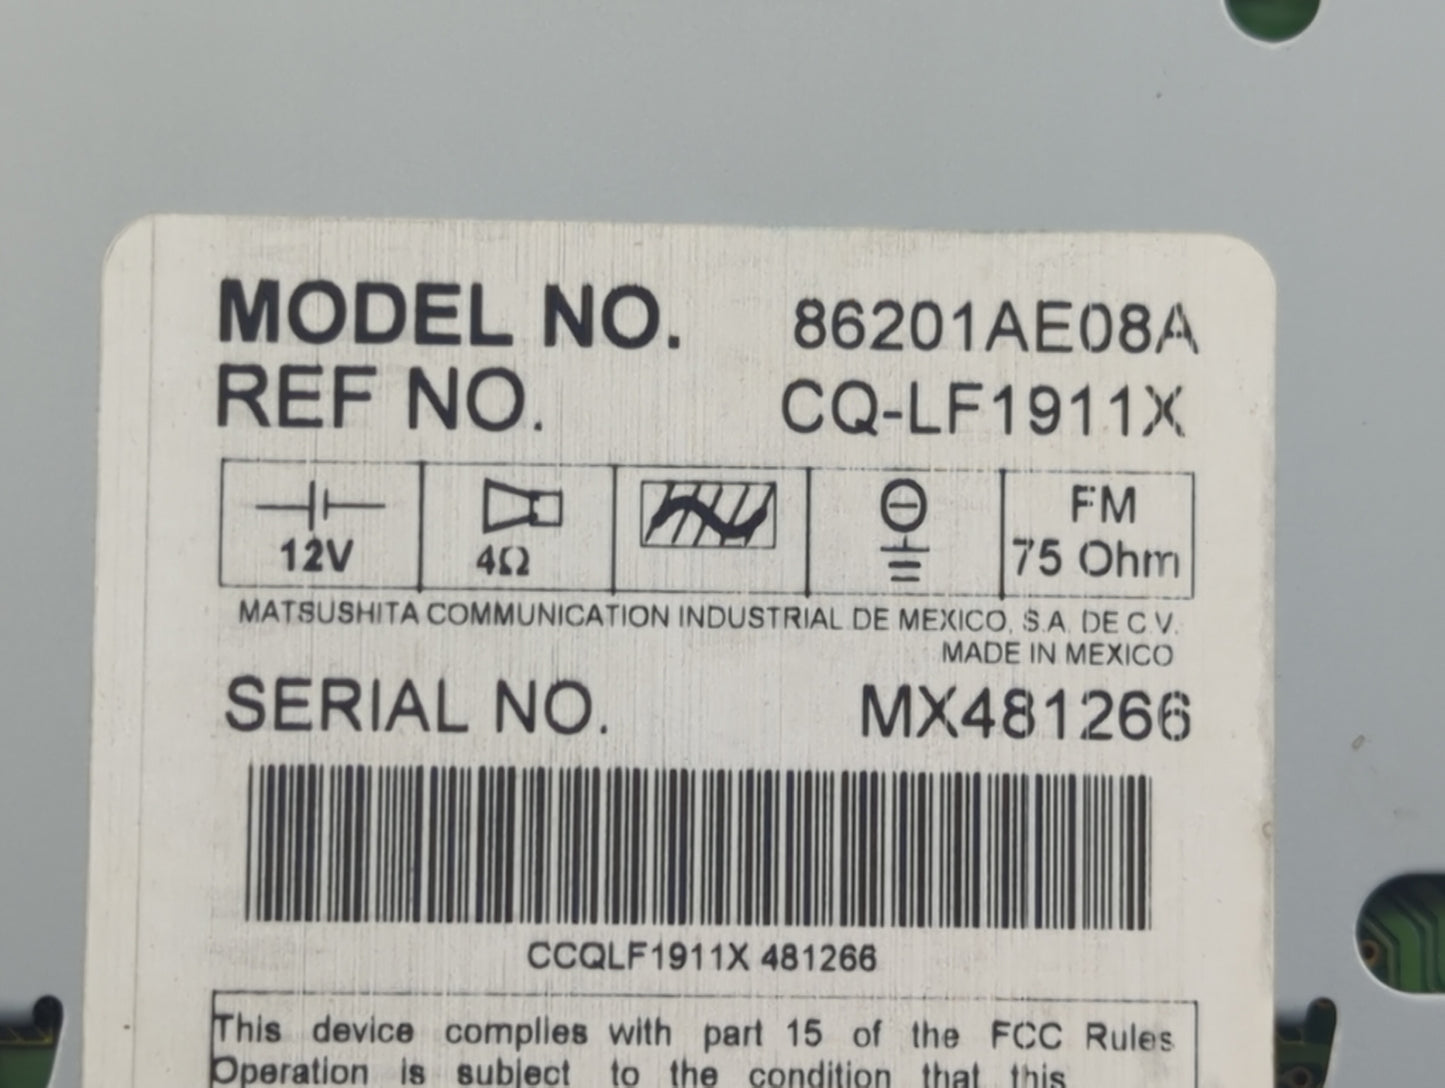 MODEL NO. 86201AE08A
REF NO. CQ-LF1911X
12V 4Ω FM
75 Ohm
MATSUSHITA COMMUNICATION INDUSTRIAL DE MEXICO, S.A. DE C.V.
MADE IN MEXICO
SERIAL NO. MX481266
CCQLF1911X 481266
This device complies with part 15 of the FCC Rules
Operation is subject to the condition that this